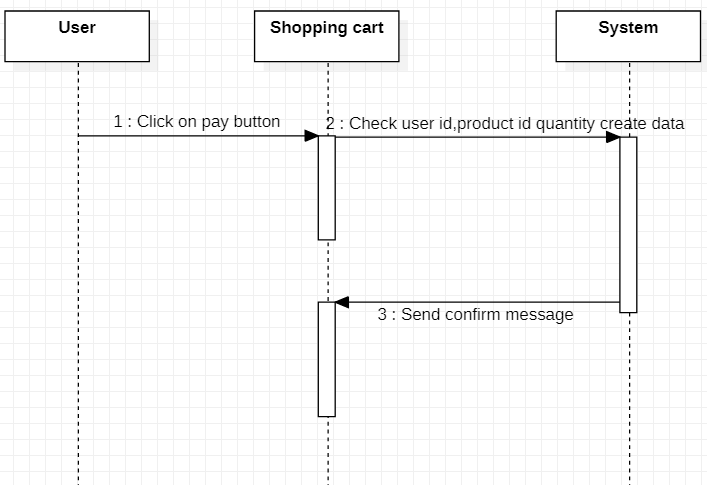 User
Shopping cart
System
1 : Click on pay button
2 : Check user id,product id quantity create data
3 : Send confirm message